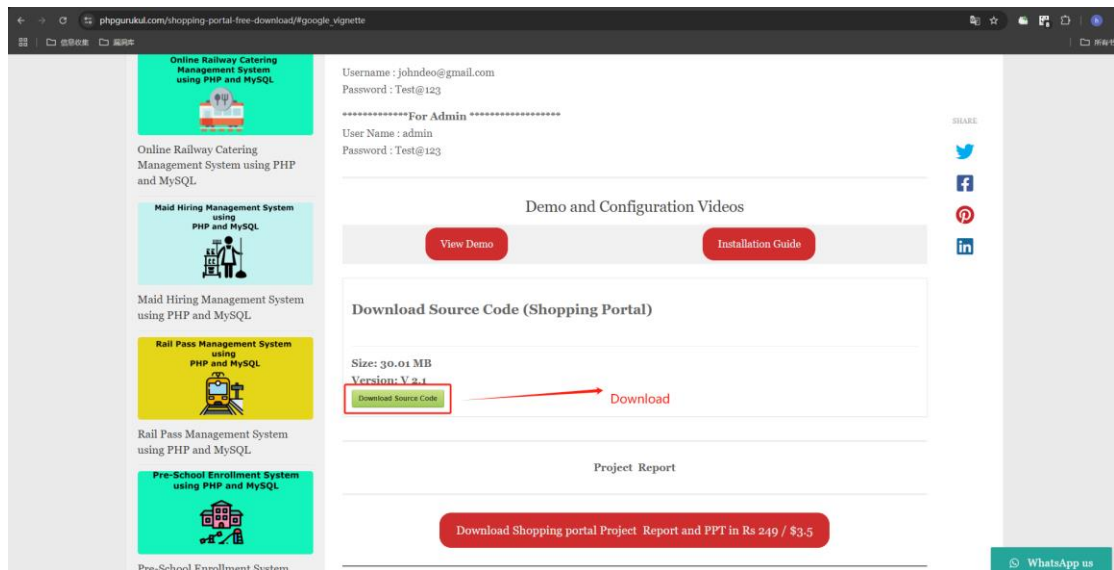 phpgurukul.com/shopping-portal-free-download/#google_vignette
信息收集
漏洞库
所有书
Online Railway Catering
Management System
using PHP and MySQL
Online Railway Catering
Management System using PHP
and MySQL
Maid Hiring Management System
using
PHP and MySQL
Maid Hiring Management System
using PHP and MySQL
Rail Pass Management System
using
PHP and MySQL
Rail Pass Management System
using PHP and MySQL
Pre-School Enrollment System
using PHP and MySQL
Pre-School Enrollment System
Username : johndeo@gmail.com
Password : Test@123
*************For Admin ******************
User Name : admin
Password : Test@123
Demo and Configuration Videos
View Demo
Installation Guide
Download Source Code (Shopping Portal)
Size: 30.01 MB
Version: V 2.1
Download Source Code
Download
Project Report
Download Shopping portal Project Report and PPT in Rs 249 / $3.5
SHARE
WhatsApp us